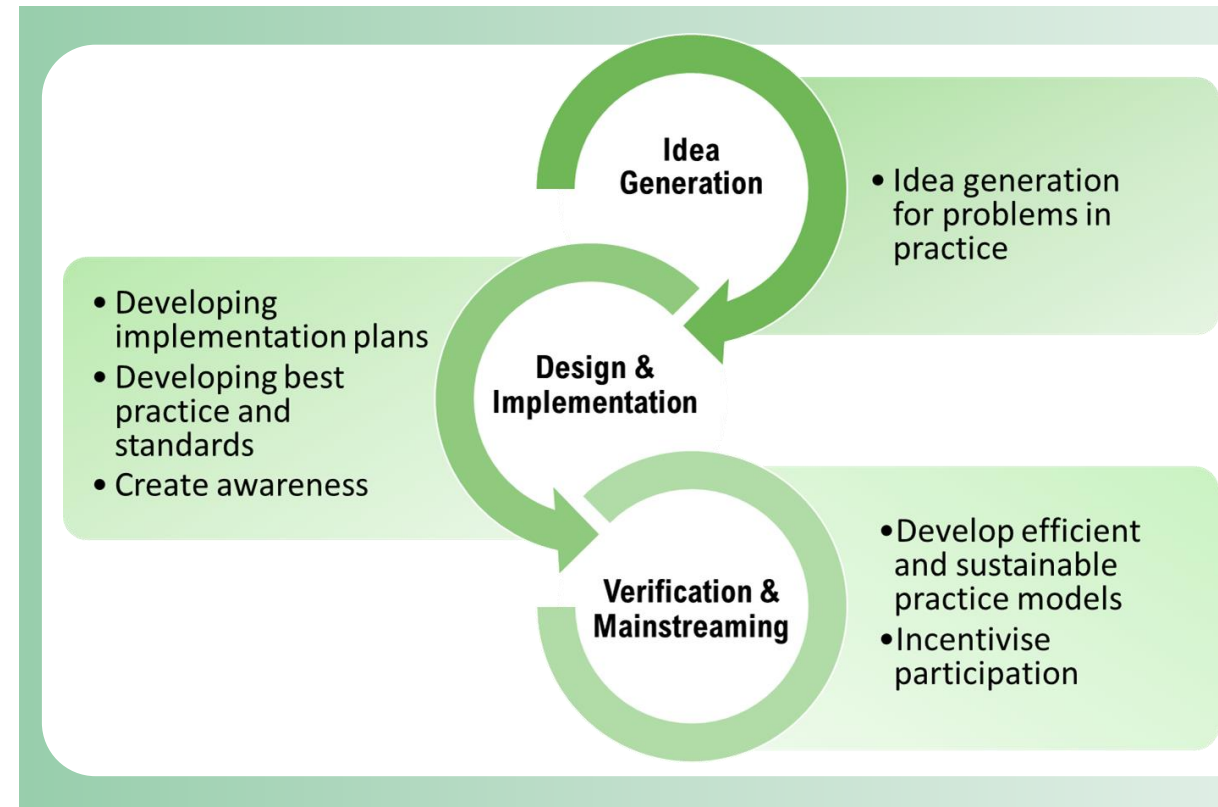 Idea
Generation
• Idea generation
for problems in
practice
• Developing
implementation plans
• Developing best
practice and
standards
• Create awareness
Design &
Implementation
Verification &
Mainstreaming
•Develop efficient
and sustainable
practice models
•Incentivise
participation